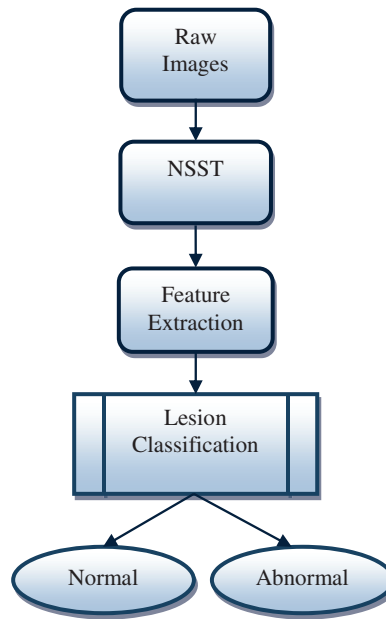 Raw
Images
NSST
Feature
Extraction
Lesion
Classification
Normal
Abnormal